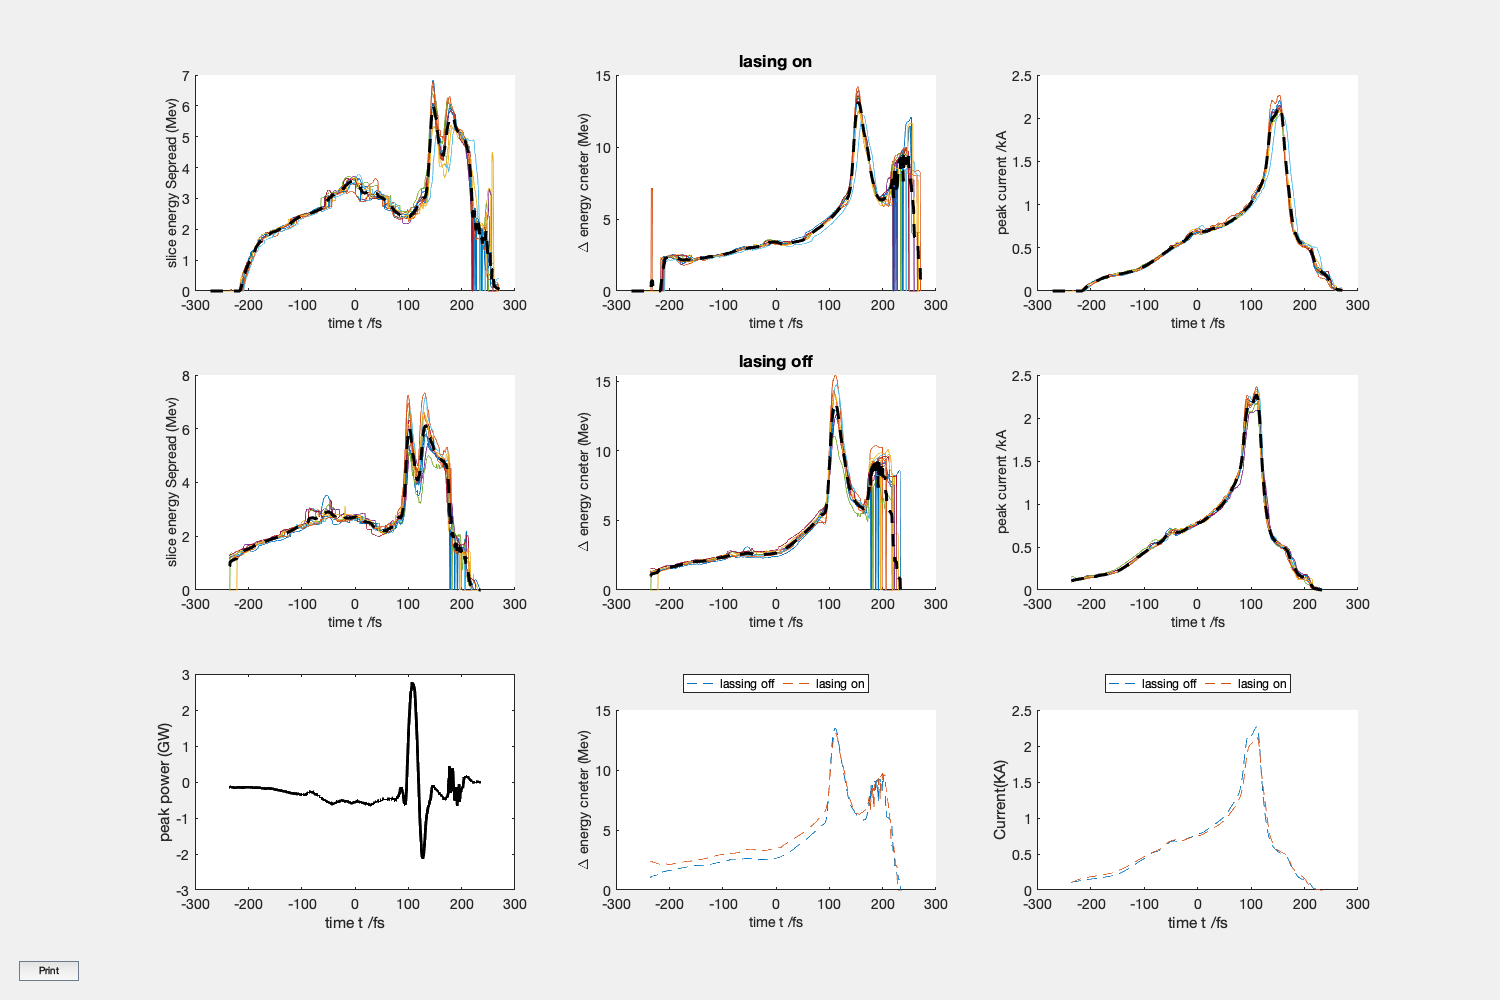 lasing on
7
6
5
4
3
2
1
0
slice energy Sepread (Mev)
-300 -200 -100 0 100 200 300
time t /fs
15
10
5
0
Δ energy cneter (Mev)
-300 -200 -100 0 100 200 300
time t /fs
2.5
2
1.5
1
0.5
0
peak current /kA
-300 -200 -100 0 100 200 300
time t /fs
lasing off
8
6
4
2
0
slice energy Sepread (Mev)
-300 -200 -100 0 100 200 300
time t /fs
15
10
5
0
Δ energy cneter (Mev)
-300 -200 -100 0 100 200 300
time t /fs
2.5
2
1.5
1
0.5
0
peak current /kA
-300 -200 -100 0 100 200 300
time t /fs
3
2
1
0
-1
-2
-3
peak power (GW)
-300 -200 -100 0 100 200 300
time t /fs
lassing off lasing on
15
10
5
0
Δ energy cneter (Mev)
-300 -200 -100 0 100 200 300
time t /fs
lassing off lasing on
2.5
2
1.5
1
0.5
0
Current(KA)
-300 -200 -100 0 100 200 300
time t /fs
Print